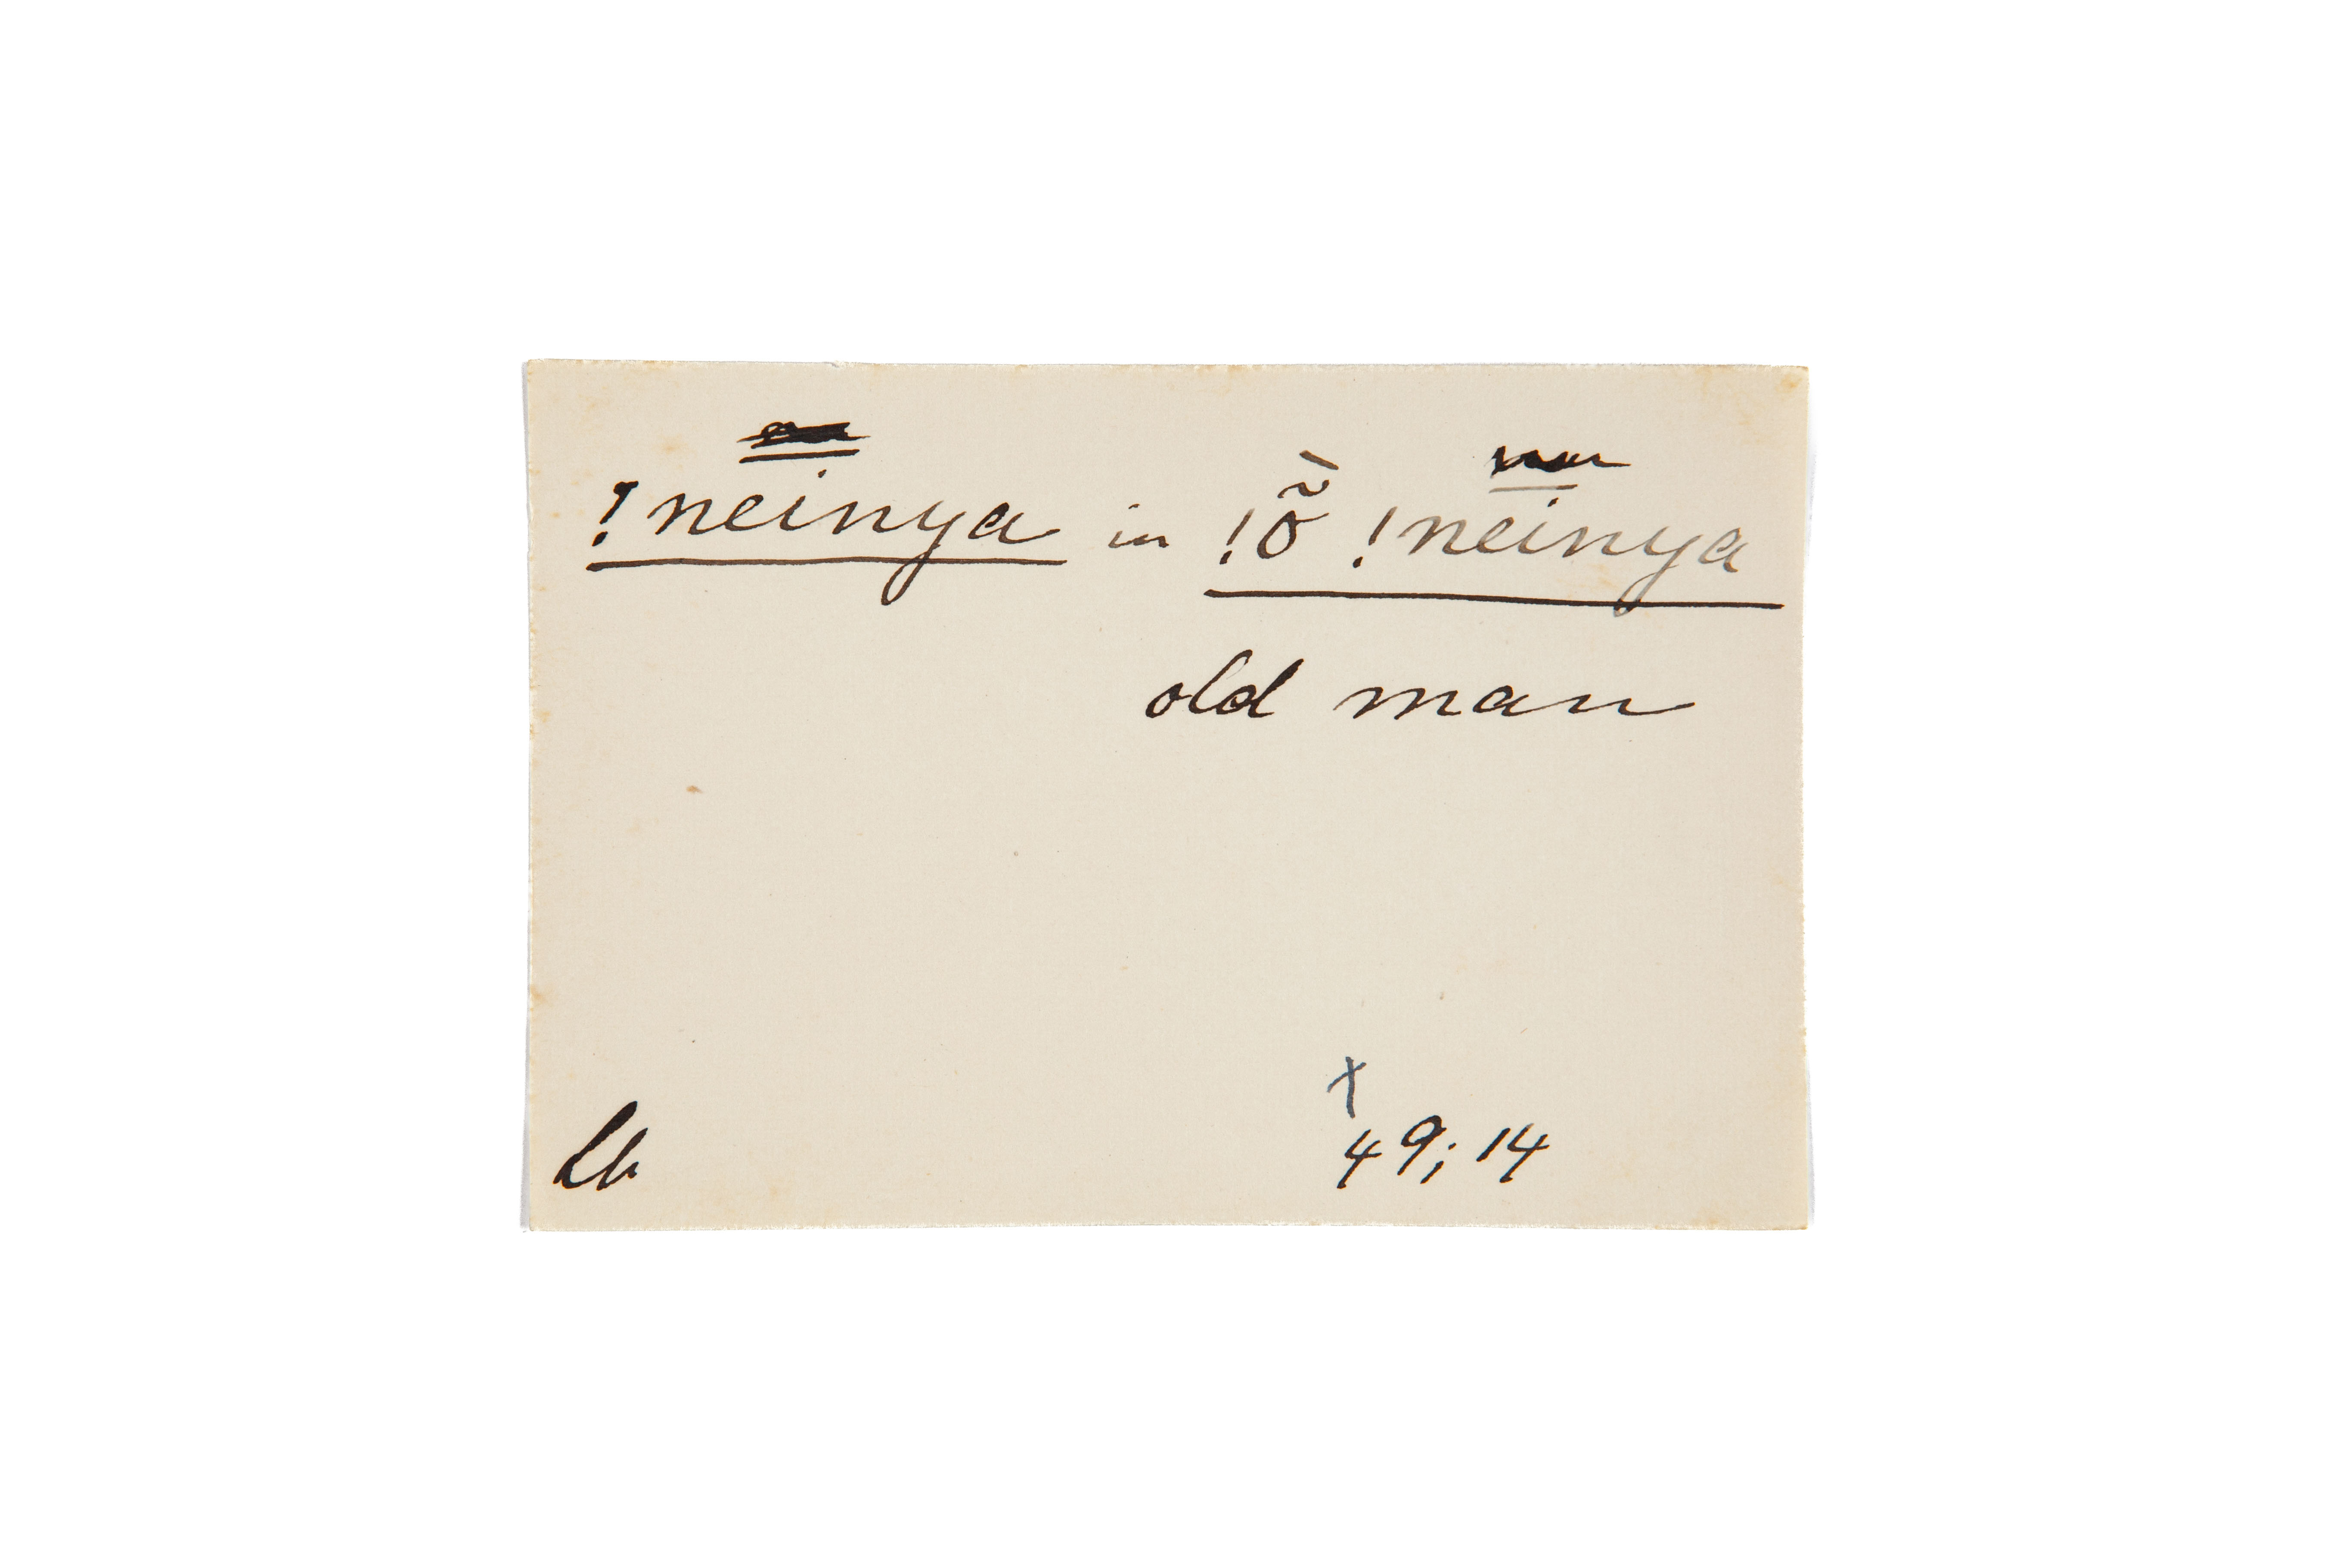 !neinya in !õ̀ !neinya
old man
x
Lb 49; 14